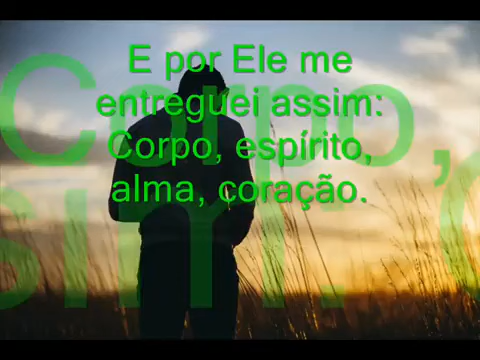 E por Ele me
entreguei assim:
Corpo, espírito,
alma, coração.